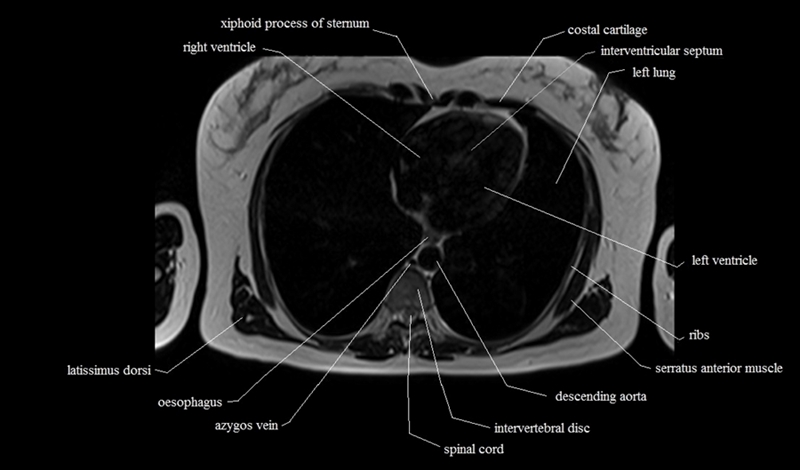 xiphoid process of sternum
costal cartilage
right ventricle
interventricular septum
left lung
left ventricle
ribs
latissimus dorsi
serratus anterior muscle
descending aorta
oesophagus
azygos vein
intervertebral disc
spinal cord